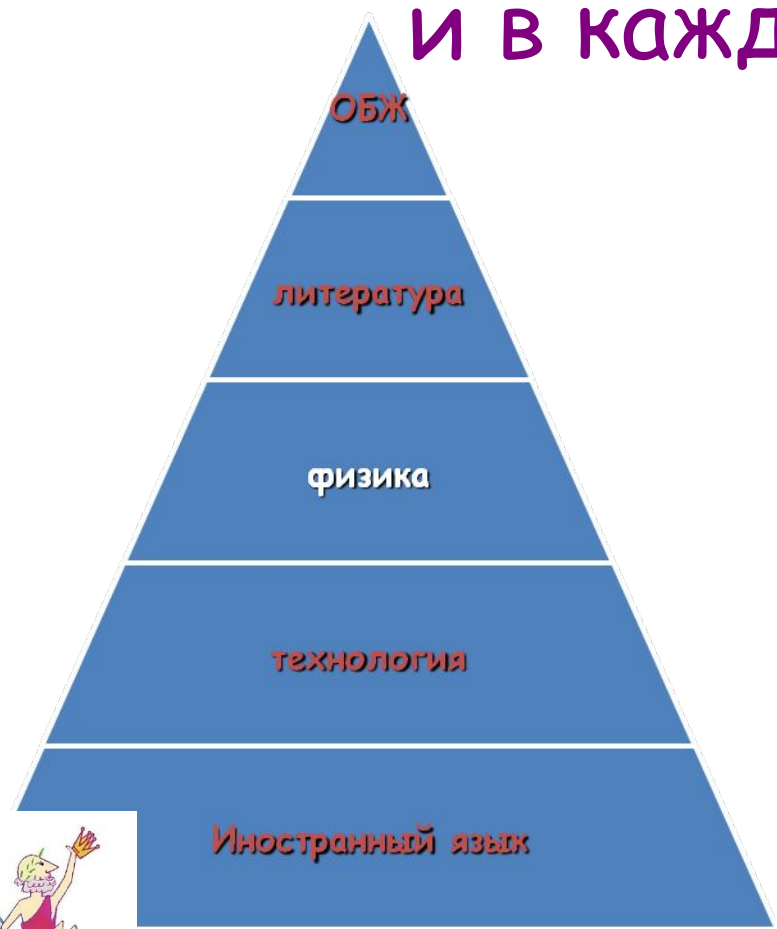 и в кажд
ОБЖ
литература
физика
технология
Иностранный язык